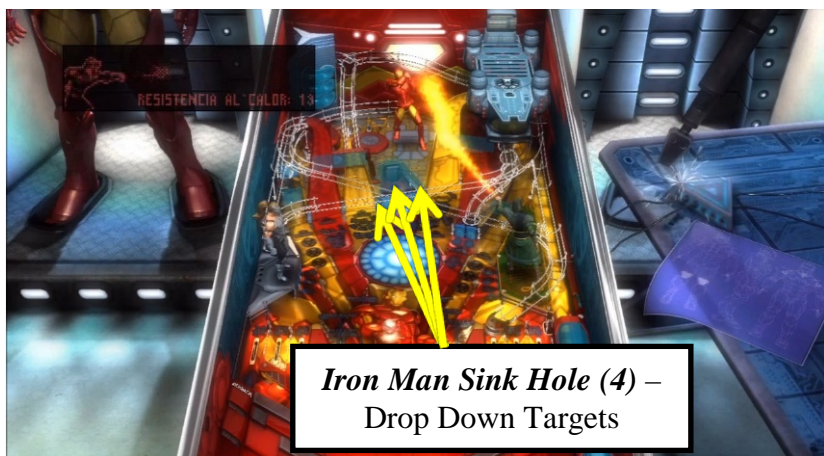 RESISTENCIA AL CALOR: 13
Iron Man Sink Hole (4) –
Drop Down Targets